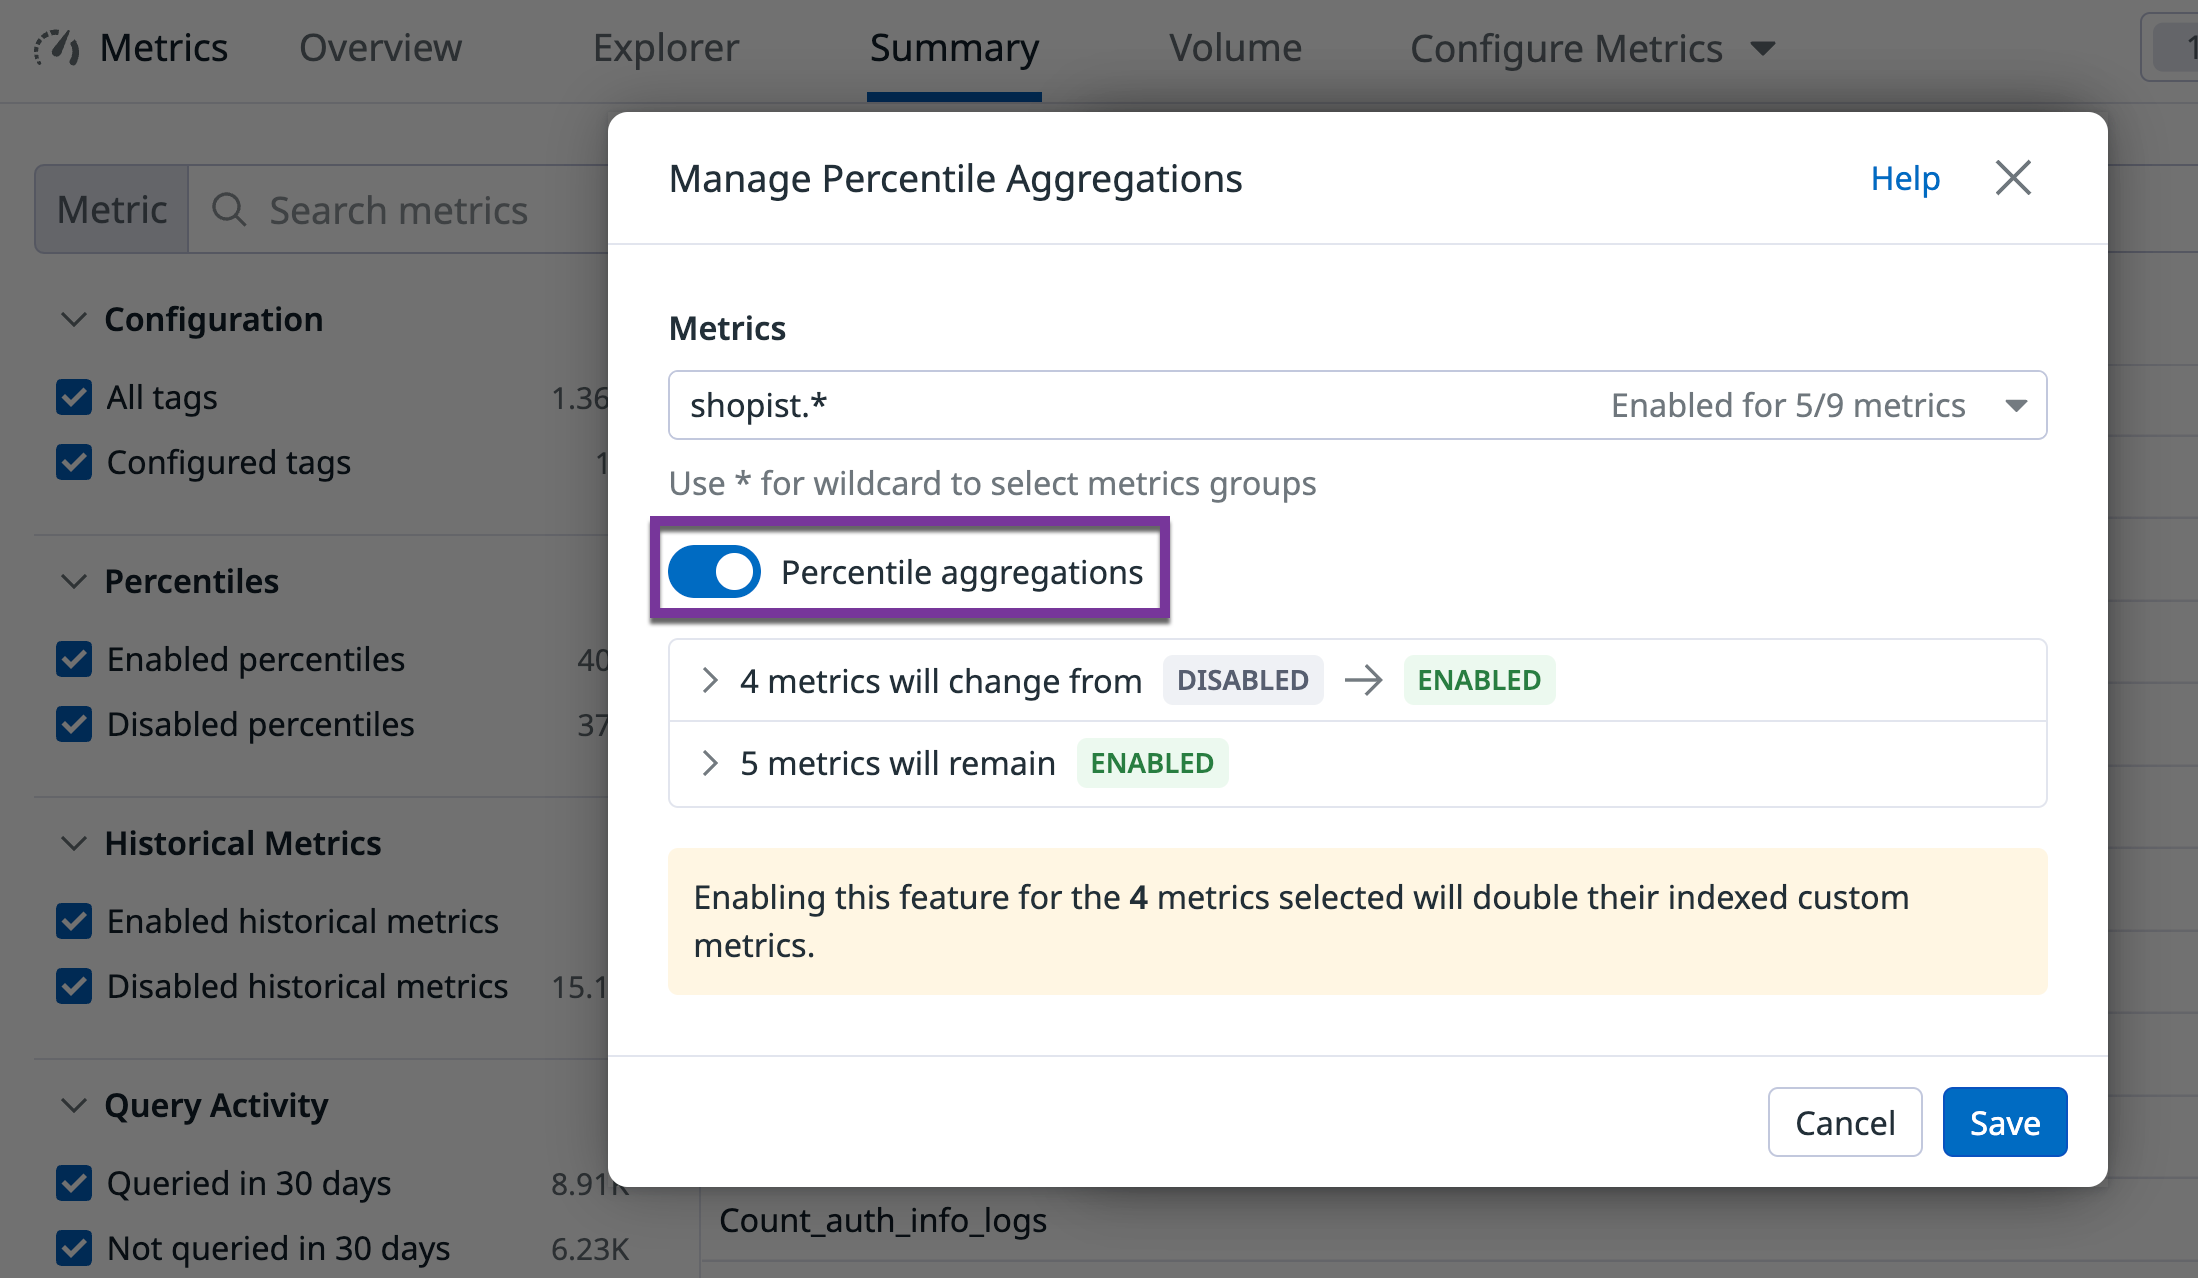 Metrics
Overview
Explorer
Summary
Volume
Configure Metrics
Metric
Search metrics
Configuration
All tags
1.36
Configured tags
1
Percentiles
Enabled percentiles
40
Disabled percentiles
37
Historical Metrics
Enabled historical metrics
Disabled historical metrics
15.1
Query Activity
Queried in 30 days
8.91K
Not queried in 30 days
6.23K
Manage Percentile Aggregations
Help
Metrics
shopist.*
Enabled for 5/9 metrics
Use * for wildcard to select metrics groups
Percentile aggregations
4 metrics will change from DISABLED → ENABLED
5 metrics will remain ENABLED
Enabling this feature for the 4 metrics selected will double their indexed custom
metrics.
Cancel
Save
Count_auth_info_logs